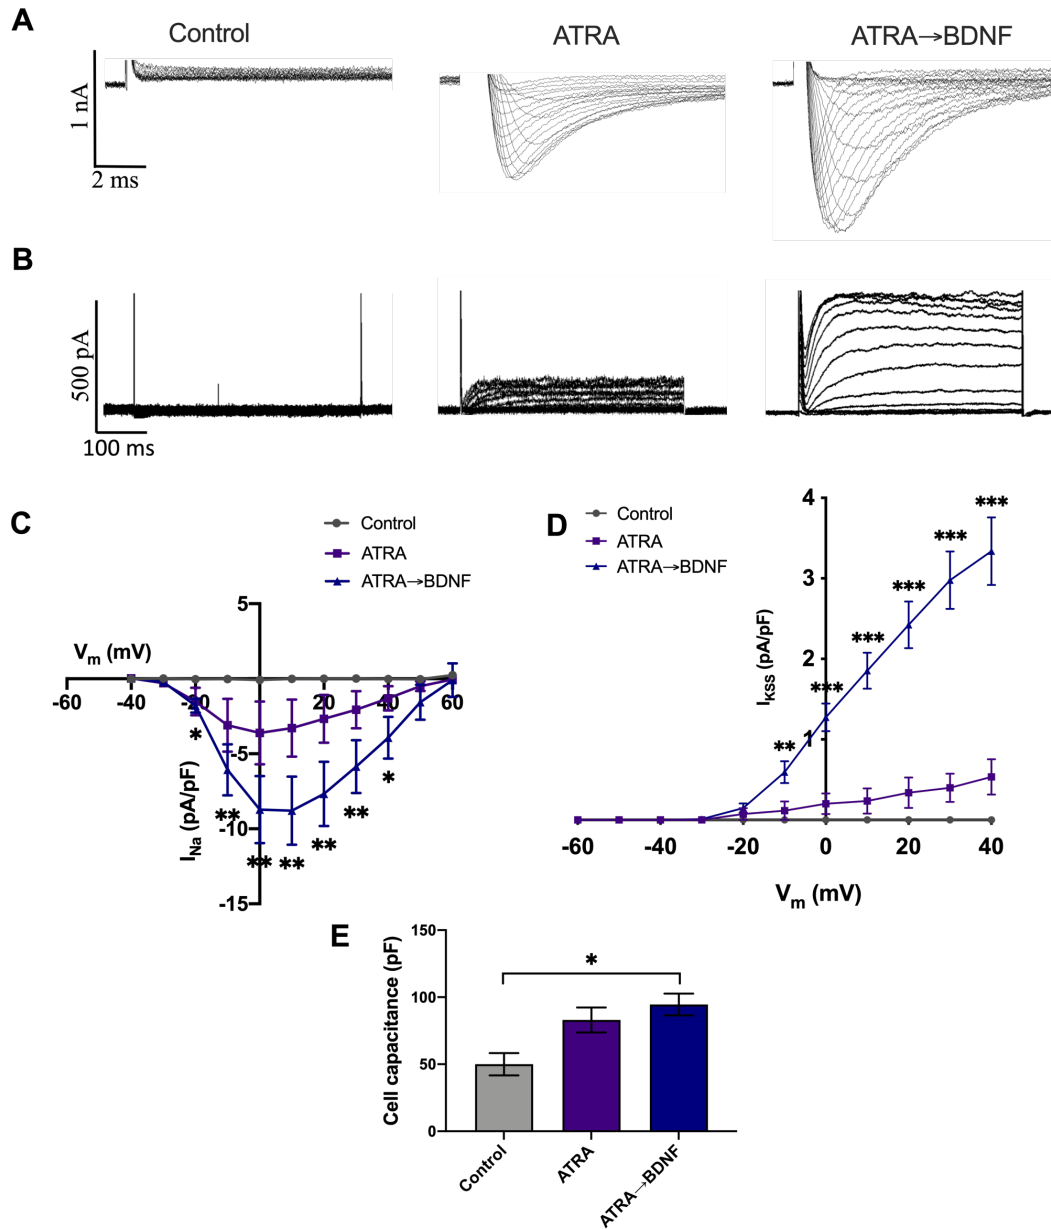 A
Control
ATRA
ATRA→BDNF
1 nA
2 ms
B
500 pA
100 ms
C
Control
ATRA
ATRA→BDNF
Vm (mV)
5
-60
-40
-20
20
40
60
-5
-10
-15
INa (pA/pF)
*
**
**
**
**
**
*
D
Control
ATRA
ATRA→BDNF
4
3
2
1
IKSS (pA/pF)
**
***
***
***
***
***
-60
-40
-20
0
20
40
Vm (mV)
E
Cell capacitance (pF)
150
100
50
0
*
Control
ATRA
ATRA→BDNF